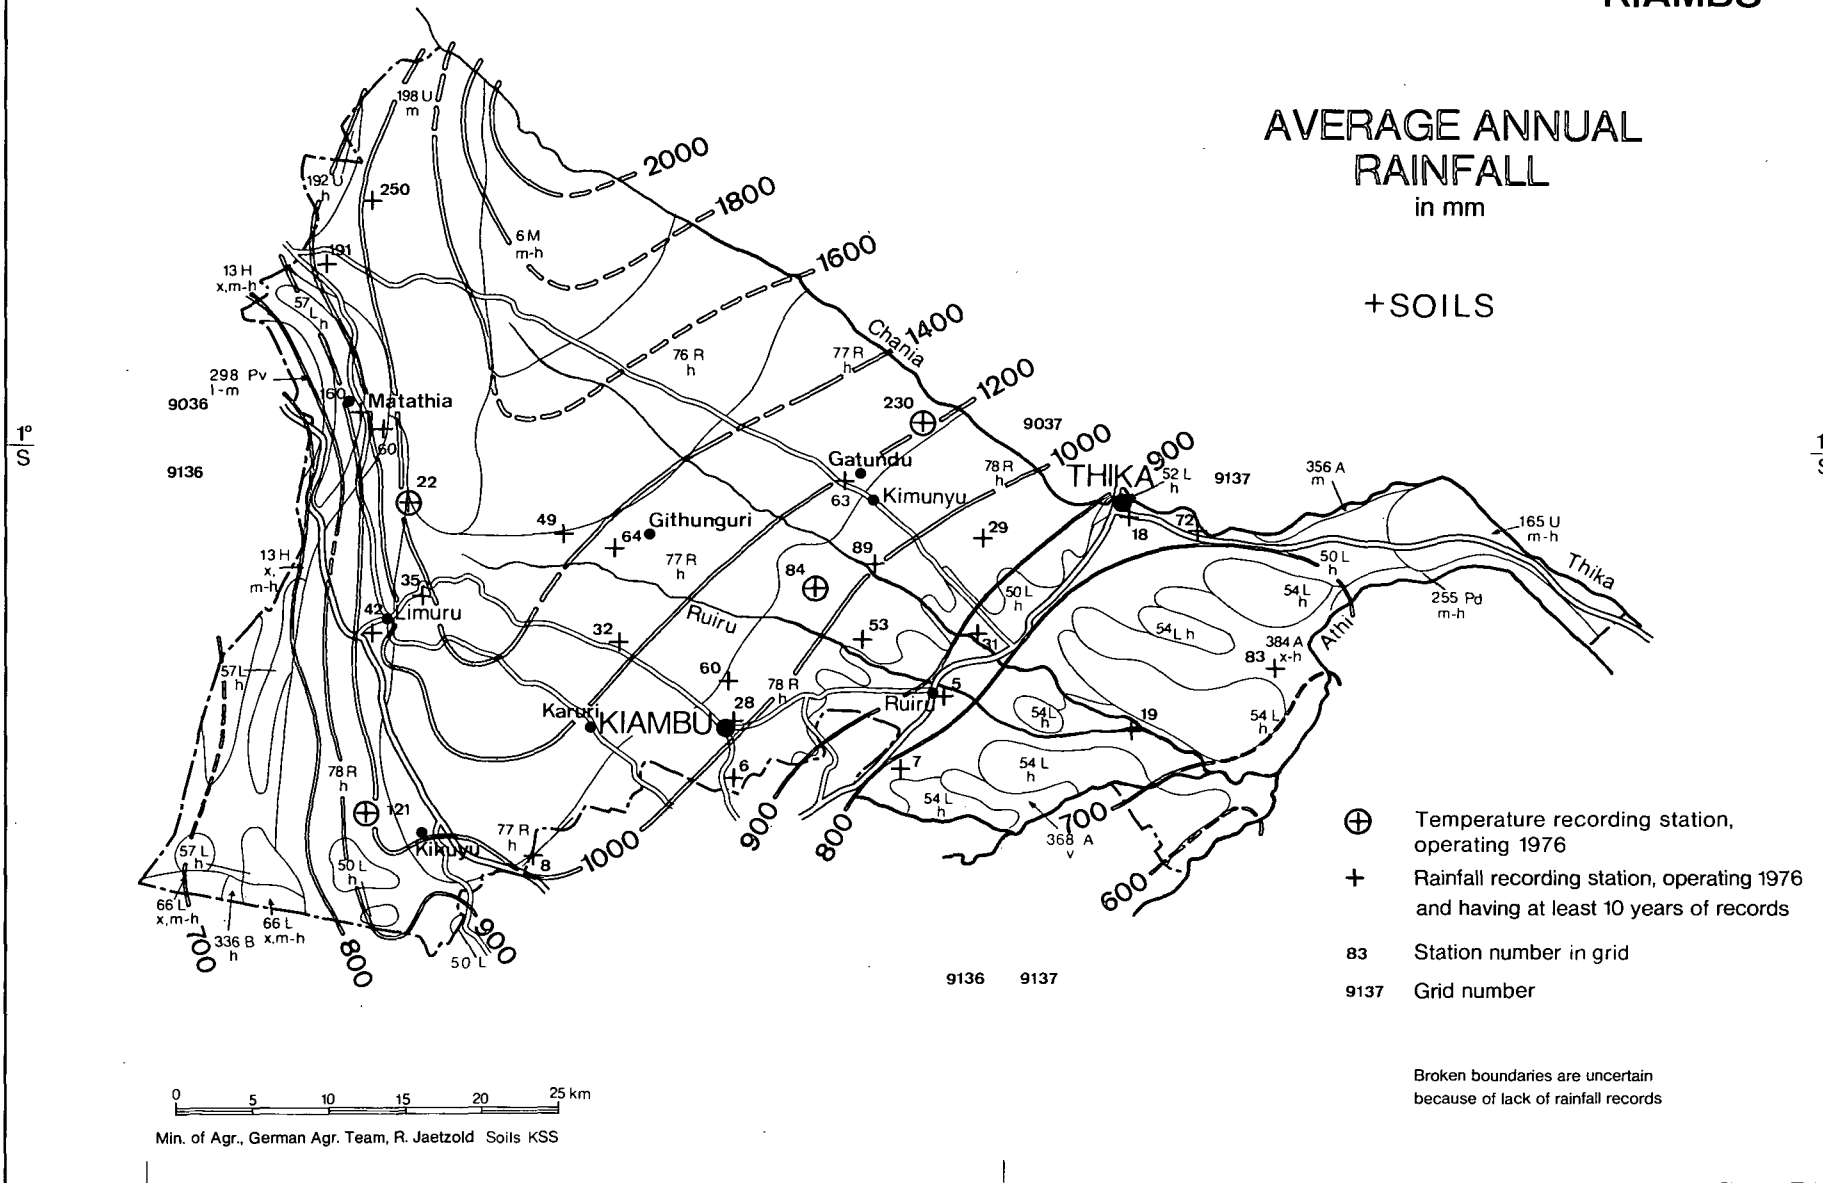 KIAMBU
AVERAGE ANNUAL
RAINFALL
in mm
+SOILS
198 U
m
2000
192 U
h
250
1800
6 M
m-h
191
1600
13 H
x,m-h
57
L
h
Chania
1400
76 R
h
77 R
h
1200
298 Pv
l-m
9036
160
Matathia
230
9037
1°
S
60
1000
900
9136
Gatundu
78 R
h
THIKA
52 L
h
9137
356 A
m
22
63
Kimunyu
49
64
Githunguri
29
18
72
165 U
m-h
13 H
x,
m-h
77 R
h
89
50 L
h
Thika
35
84
50 L
h
54 L
h
255 Pd
m-h
42
Limuru
Ruiru
32
53
31
54 L h
Athi
384 A
x-h
83
57 L
h
60
78 R
h
5
Karuri
KIAMBU
28
Ruiru
54 L
h
19
54 L
h
78 R
h
6
7
54 L
h
121
54 L
h
Kikuyu
77 R
h
8
1000
900
800
368 A
v
700
600
57 L
h
50 L
h
66 L
x,m-h
700
336 B
h
66 L
x,m-h
800
50 L
900
9136
9137
Temperature recording station,
operating 1976
Rainfall recording station, operating 1976
and having at least 10 years of records
83 Station number in grid
9137 Grid number
Broken boundaries are uncertain
because of lack of rainfall records
0 5 10 15 20 25 km
Min. of Agr., German Agr. Team, R. Jaetzold Soils KSS